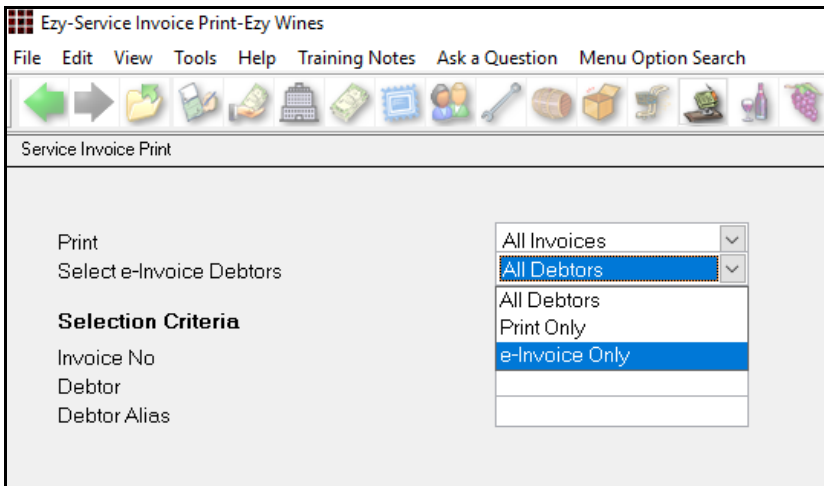 Ezy-Service Invoice Print-Ezy Wines
File Edit View Tools Help Training Notes Ask a Question Menu Option Search
Service Invoice Print
Print All Invoices
Select e-Invoice Debtors All Debtors
All Debtors
Selection Criteria Print Only
Invoice No e-Invoice Only
Debtor
Debtor Alias